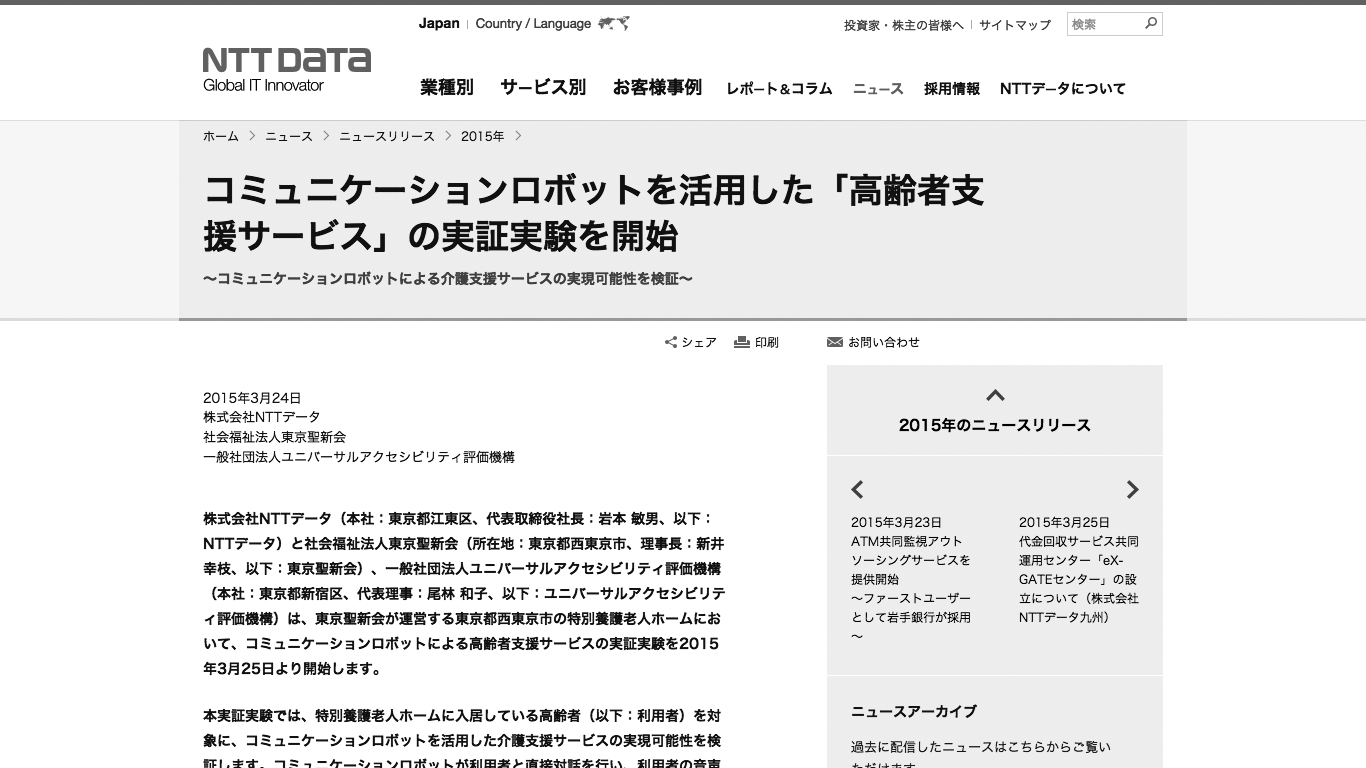 Japan Country / Language
投資家・株主の皆様へ サイトマップ 検索
NTT DATA
Global IT Innovator
業種別 サービス別 お客様事例 レポート&コラム ニュース 採用情報 NTTデータについて
ホーム ニュース ニュースリリース 2015年
コミュニケーションロボットを活用した「高齢者支
援サービス」の実証実験を開始
～コミュニケーションロボットによる介護支援サービスの実現可能性を検証～
シェア 印刷 お問い合わせ
2015年3月24日
株式会社NTTデータ
社会福祉法人東京聖新会
一般社団法人ユニバーサルアクセシビリティ評価機構
株式会社NTTデータ（本社：東京都江東区、代表取締役社長：岩本 敏男、以下：
NTTデータ）と社会福祉法人東京聖新会（所在地：東京都西東京市、理事長：新井
幸枝、以下：東京聖新会）、一般社団法人ユニバーサルアクセシビリティ評価機構
（本社：東京都新宿区、代表理事：尾林 和子、以下：ユニバーサルアクセシビリテ
ィ評価機構）は、東京聖新会が運営する東京都西東京市の特別養護老人ホームにお
いて、コミュニケーションロボットによる高齢者支援サービスの実証実験を2015
年3月25日より開始します。
本実証実験では、特別養護老人ホームに入居している高齢者（以下：利用者）を対
象に、コミュニケーションロボットを活用した介護支援サービスの実現可能性を検
証します。コミュニケーションロボットが利用者と直接対話を行い、利用者の音声
2015年のニュースリリース
2015年3月23日
ATM共同監視アウト
ソーシングサービスを
提供開始
～ファーストユーザー
として岩手銀行が採用
～
2015年3月25日
代金回収サービス共同
運用センター「eX-
GATEセンター」の設
立について（株式会社
NTTデータ九州）
ニュースアーカイブ
過去に配信したニュースはこちらからご覧い
ただけます